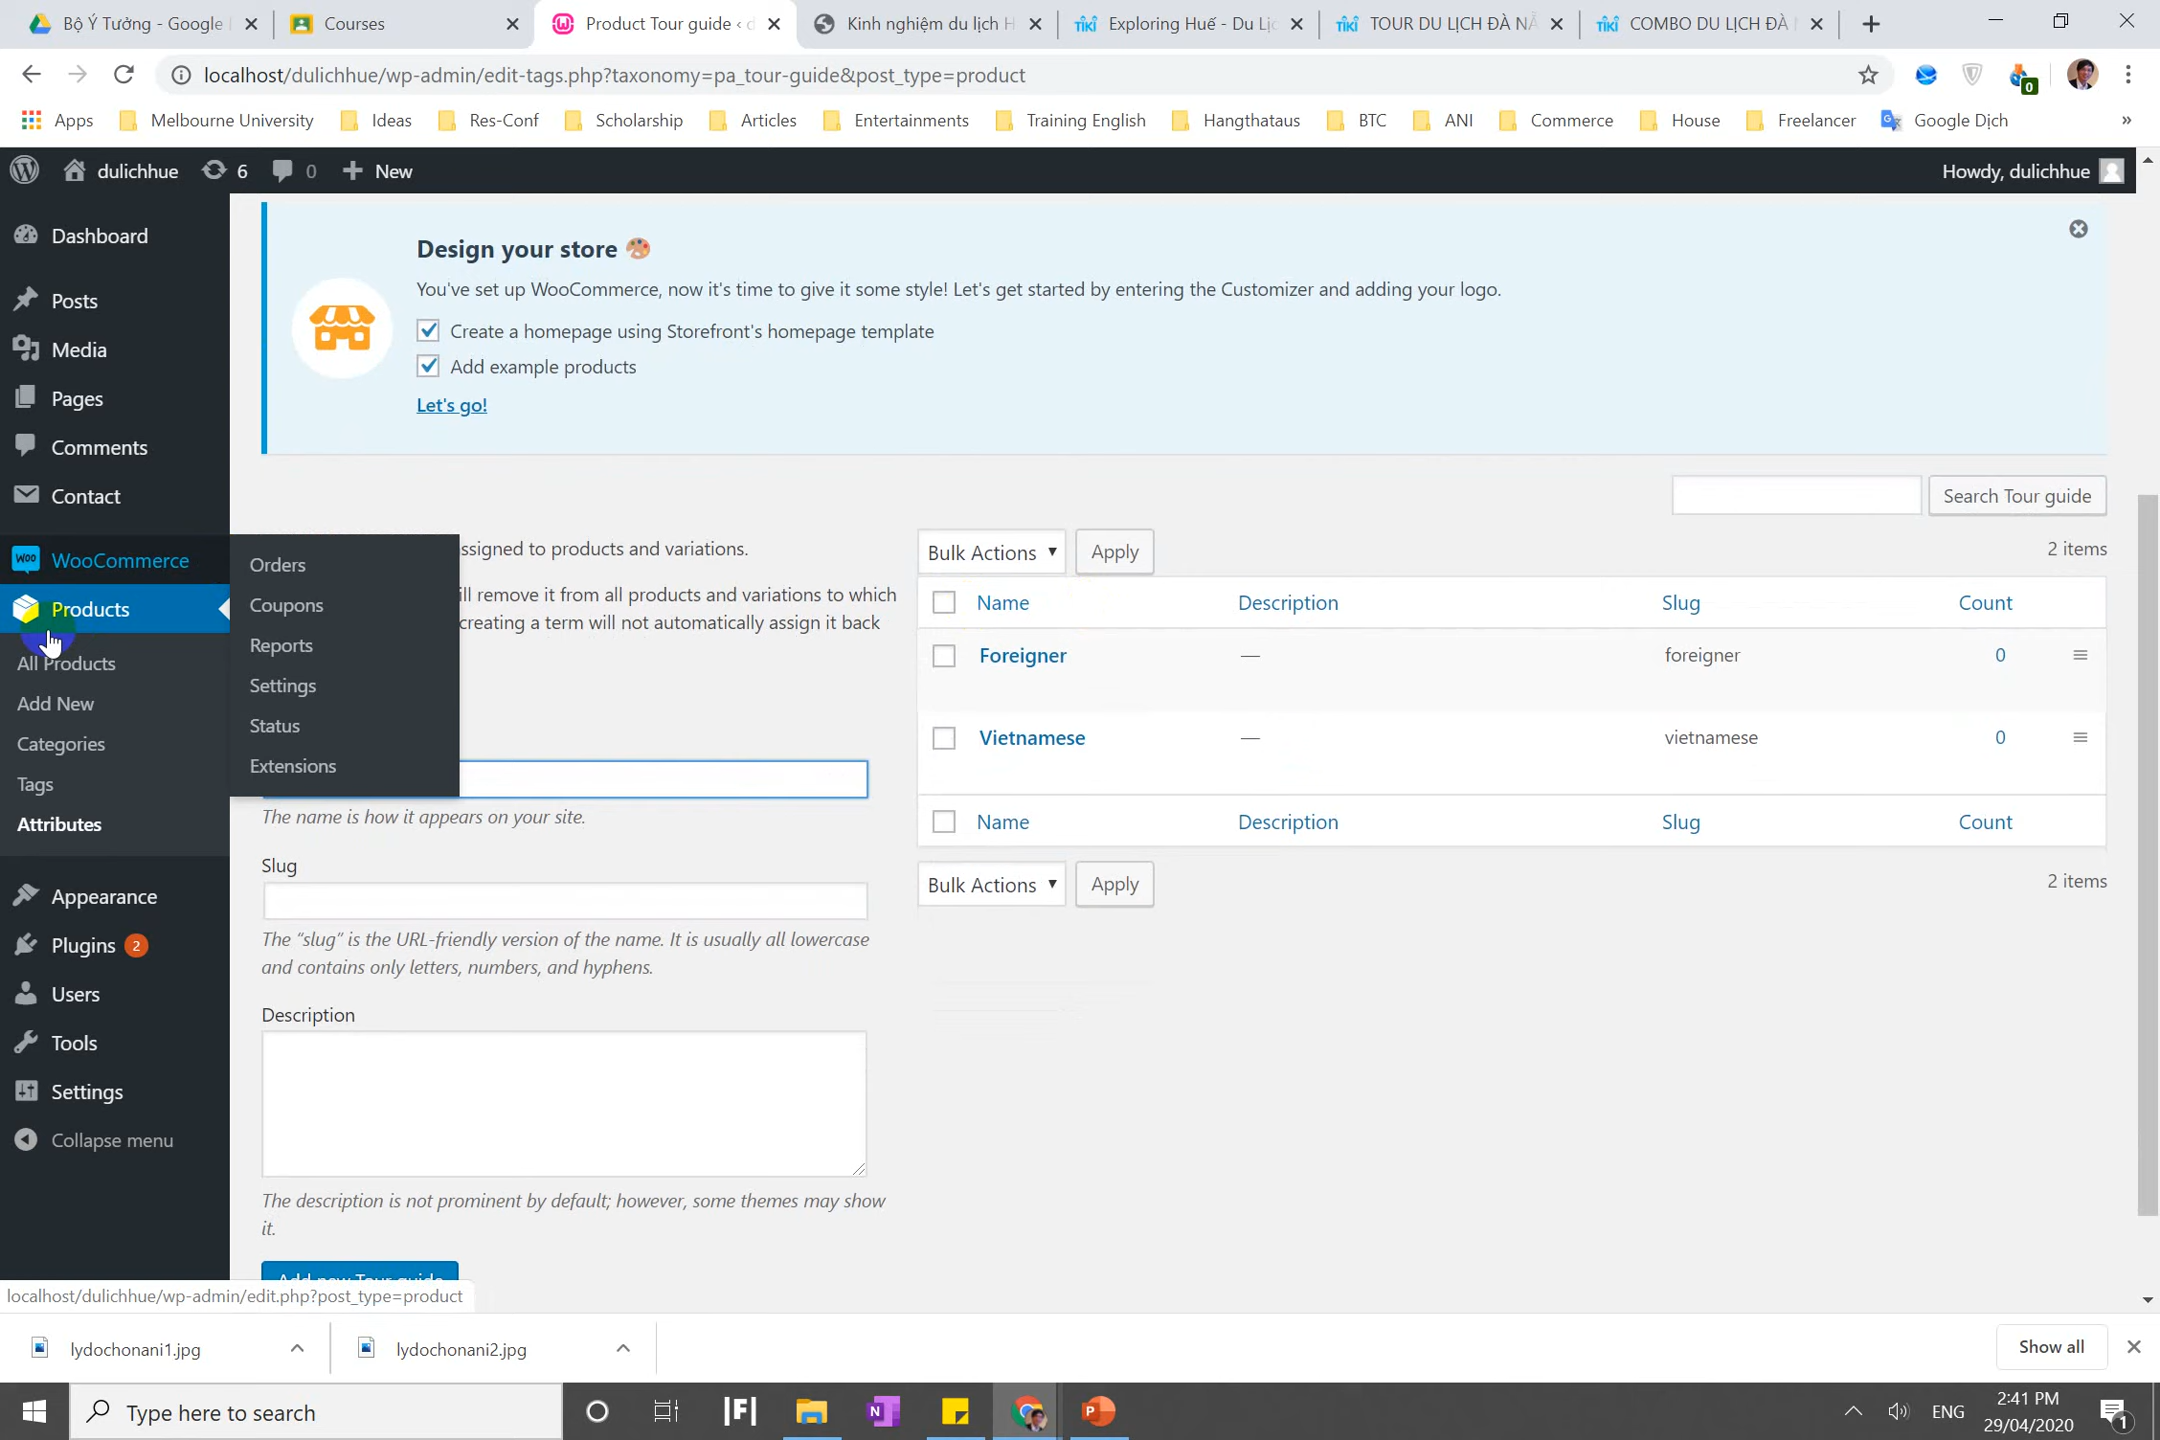 Bộ Ý Tưởng - Google
Courses
Product Tour guide ‹ d
Kinh nghiệm du lịch H
Exploring Huế - Du Lịc
TOUR DU LỊCH ĐÀ NẴ
COMBO DU LỊCH ĐÀ
localhost/dulichhue/wp-admin/edit-tags.php?taxonomy=pa_tour-guide&post_type=product
0
Apps
Melbourne University
Ideas
Res-Conf
Scholarship
Articles
Entertainments
Training English
Hangthataus
BTC
ANI
Commerce
House
Freelancer
Google Dịch
»
dulichhue
6
0
New
Howdy, dulichhue
Dashboard
Posts
Media
Pages
Comments
Contact
WooCommerce
Products
All Products
Add New
Categories
Tags
Attributes
Appearance
Plugins 2
Users
Tools
Settings
Collapse menu
Orders
Coupons
Reports
Settings
Status
Extensions
Design your store
You've set up WooCommerce, now it's time to give it some style! Let's get started by entering the Customizer and adding your logo.
Create a homepage using Storefront's homepage template
Add example products
Let's go!
Search Tour guide
ssigned to products and variations.
ill remove it from all products and variations to which
creating a term will not automatically assign it back
The name is how it appears on your site.
Slug
The “slug” is the URL-friendly version of the name. It is usually all lowercase
and contains only letters, numbers, and hyphens.
Description
The description is not prominent by default; however, some themes may show
it.
Add new Tour guide
Bulk Actions
Apply
2 items
Name Description Slug Count
Foreigner — foreigner 0
Vietnamese — vietnamese 0
Name Description Slug Count
Bulk Actions
Apply
2 items
localhost/dulichhue/wp-admin/edit.php?post_type=product
lydochonani1.jpg
lydochonani2.jpg
Show all
Type here to search
ENG
2:41 PM
29/04/2020
1